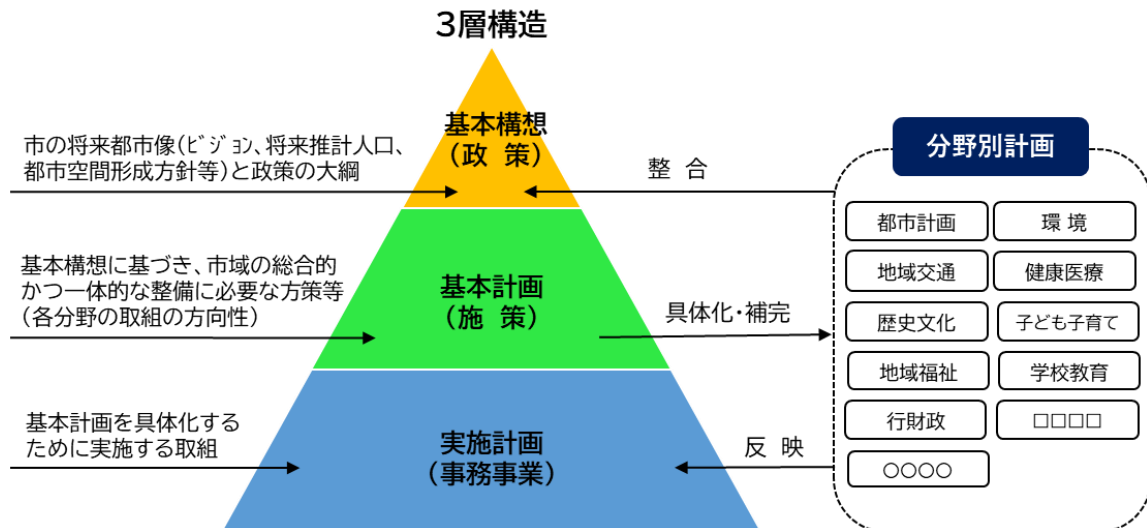 3層構造
基本構想
(政 策)
市の将来都市像(ﾋﾞｼﾞｮﾝ、将来推計人口、
都市空間形成方針等)と政策の大綱
整 合
分野別計画
都市計画
環 境
地域交通
健康医療
歴史文化
子ども子育て
地域福祉
学校教育
行財政
□□□□
○○○○
基本構想に基づき、市域の総合的
かつ一体的な整備に必要な方策等
(各分野の取組の方向性)
基本計画
(施 策)
具体化・補完
基本計画を具体化する
ために実施する取組
実施計画
(事務事業)
反 映